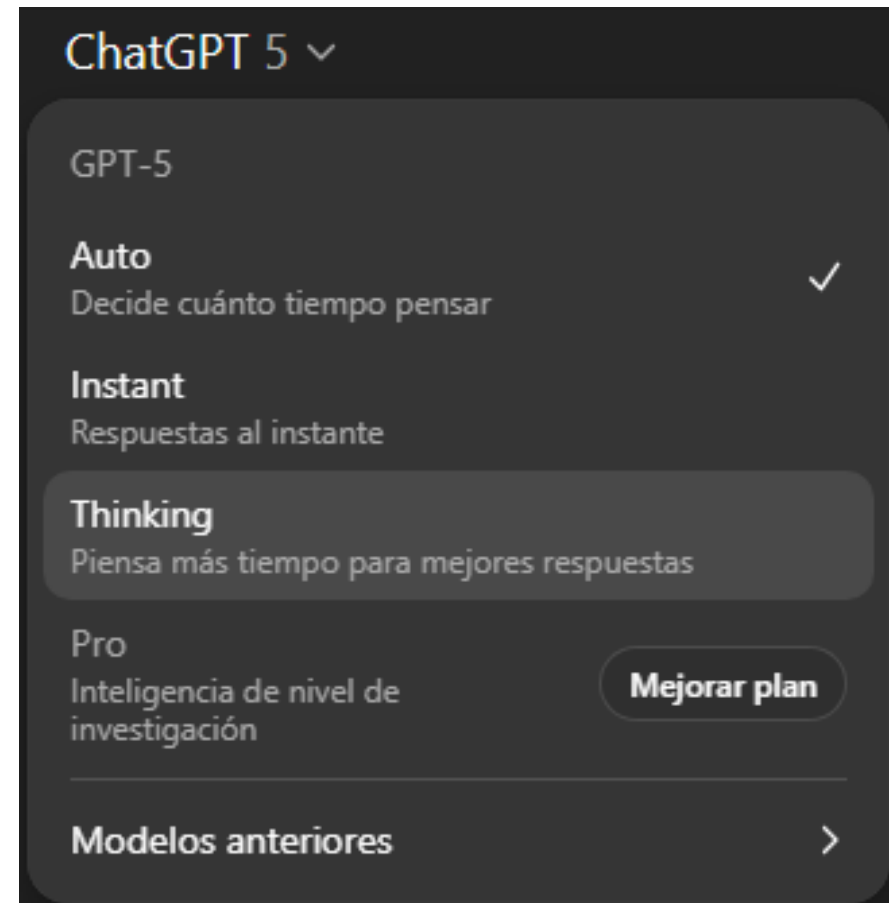 ChatGPT 5
GPT-5
Auto
Decide cuánto tiempo pensar
Instant
Respuestas al instante
Thinking
Piensa más tiempo para mejores respuestas
Pro
Inteligencia de nivel de
investigación
Mejorar plan
Modelos anteriores